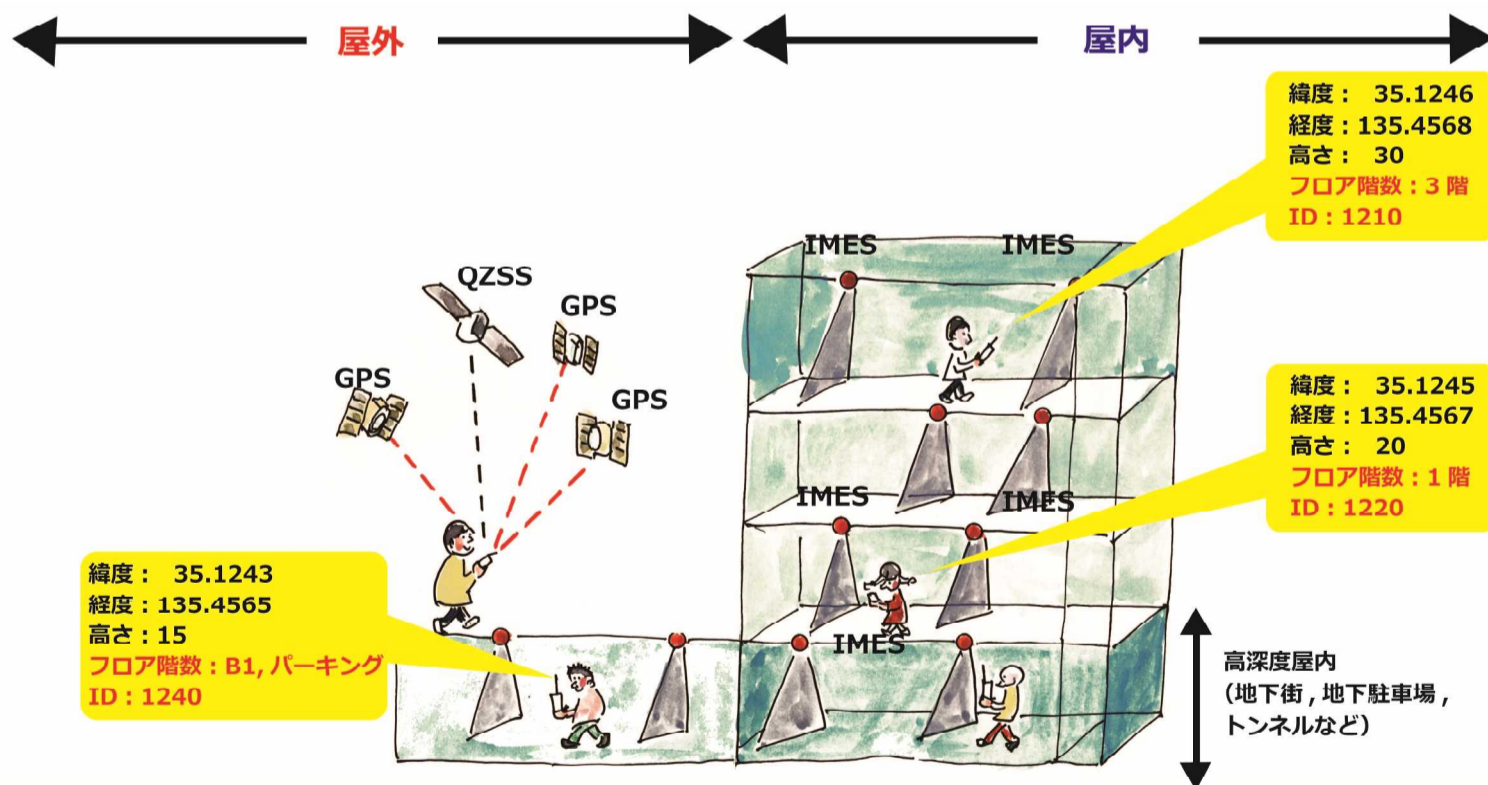 屋外
屋内
緯度： 35.1246
経度：135.4568
高さ： 30
フロア階数：3 階
ID：1210
IMES
IMES
QZSS
GPS
GPS
GPS
緯度： 35.1245
経度：135.4567
高さ： 20
フロア階数：1 階
ID：1220
IMES
IMES
緯度： 35.1243
経度：135.4565
高さ：15
フロア階数：B1, パーキング
ID：1240
IMES
高深度屋内
（地下街 , 地下駐車場 ,
トンネルなど）